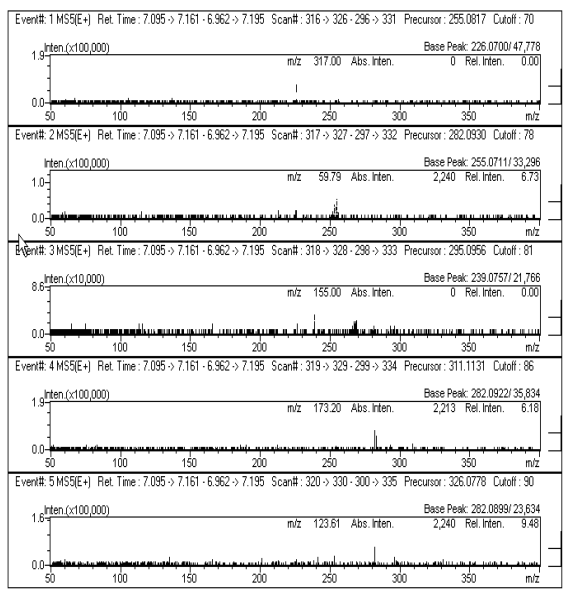 Event#: 1 MS5(E+) Ret. Time : 7.095 -> 7.161 - 6.962 -> 7.195 Scan# : 316 -> 326 - 296 -> 331 Precursor : 255.0817 Cutoff : 70
Inten.(x100,000) Base Peak: 226.0700/ 47,778
1.9 m/z 317.00 Abs. Inten. 0 Rel. Inten. 0.00
0.0
50 100 150 200 250 300 350 m/z
Event#: 2 MS5(E+) Ret. Time : 7.095 -> 7.161 - 6.962 -> 7.195 Scan# : 317 -> 327 - 297 -> 332 Precursor : 282.0930 Cutoff : 78
Inten.(x100,000) Base Peak: 255.0711/ 33,296
1.0 m/z 59.79 Abs. Inten. 2,240 Rel. Inten. 6.73
0.0
50 100 150 200 250 300 350 m/z
Event#: 3 MS5(E+) Ret. Time : 7.095 -> 7.161 - 6.962 -> 7.195 Scan# : 318 -> 328 - 298 -> 333 Precursor : 295.0956 Cutoff : 81
Inten.(x10,000) Base Peak: 239.0757/ 21,766
8.6 m/z 155.00 Abs. Inten. 0 Rel. Inten. 0.00
0.0
50 100 150 200 250 300 350 m/z
Event#: 4 MS5(E+) Ret. Time : 7.095 -> 7.161 - 6.962 -> 7.195 Scan# : 319 -> 329 - 299 -> 334 Precursor : 311.1131 Cutoff : 86
Inten.(x100,000) Base Peak: 282.0922/ 35,834
1.9 m/z 173.20 Abs. Inten. 2,213 Rel. Inten. 6.18
0.0
50 100 150 200 250 300 350 m/z
Event#: 5 MS5(E+) Ret. Time : 7.095 -> 7.161 - 6.962 -> 7.195 Scan# : 320 -> 330 - 300 -> 335 Precursor : 326.0778 Cutoff : 90
Inten.(x100,000) Base Peak: 282.0899/ 23,634
1.6 m/z 123.61 Abs. Inten. 2,240 Rel. Inten. 9.48
0.0
50 100 150 200 250 300 350 m/z